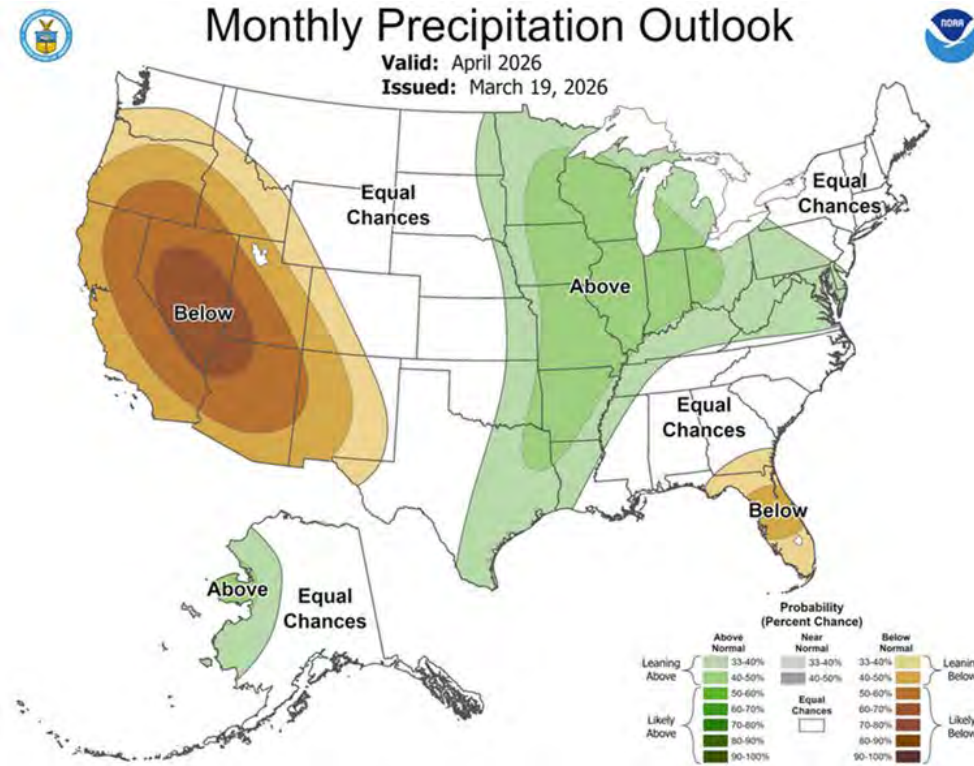 Monthly Precipitation Outlook
Valid: April 2026
Issued: March 19, 2026
NOAA
Equal
Chances
Equal
Chances
Above
Below
Equal
Chances
Below
Above
Equal
Chances
Probability
(Percent Chance)
Above
Normal
Near
Normal
Below
Normal
Leaning
Above
33-40%
40-50%
50-60%
60-70%
70-80%
80-90%
90-100%
Likely
Above
33-40%
40-50%
Equal
Chances
33-40%
40-50%
50-60%
60-70%
70-80%
80-90%
90-100%
Leaning
Below
Likely
Below